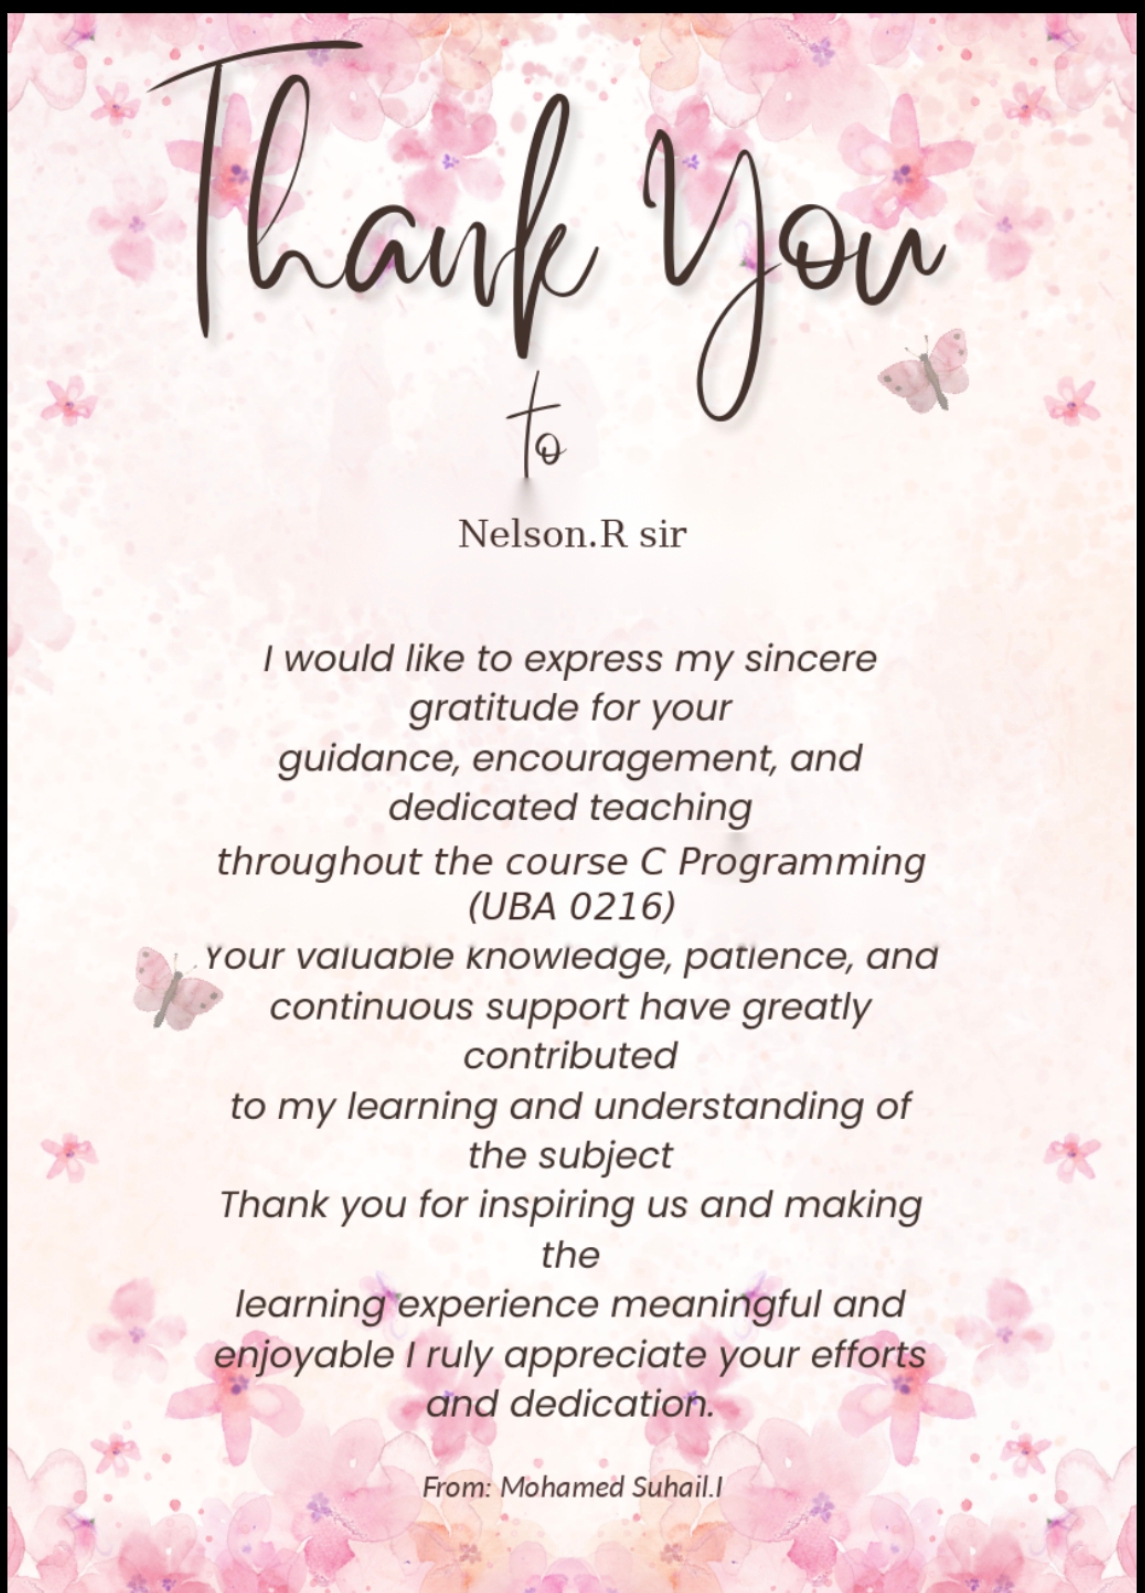 Thank You
to
Nelson.R sir
I would like to express my sincere
gratitude for your
guidance, encouragement, and
dedicated teaching
throughout the course C Programming
(UBA 0216)
Your valuable knowledge, patience, and
continuous support have greatly
contributed
to my learning and understanding of
the subject
Thank you for inspiring us and making
the
learning experience meaningful and
enjoyable I ruly appreciate your efforts
and dedication.
From: Mohamed Suhail.I